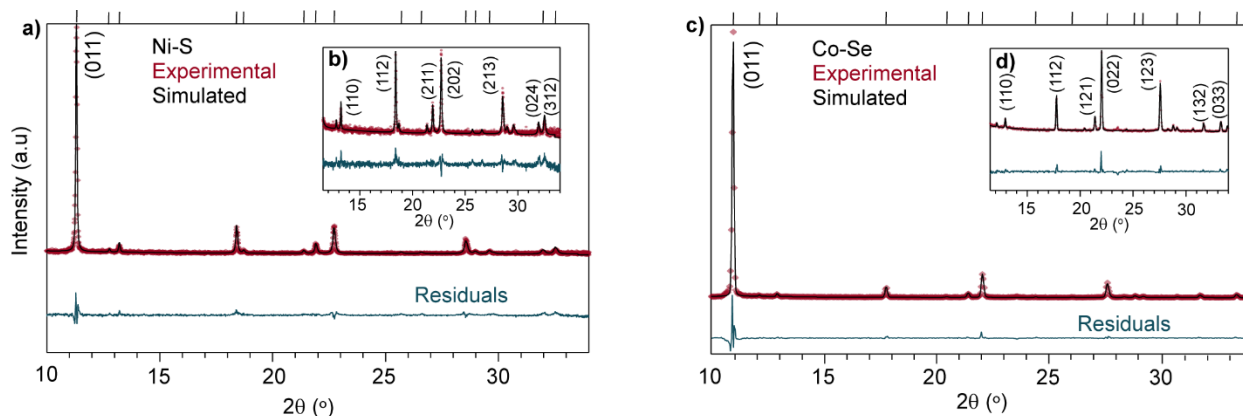 a)
Ni-S
Experimental
Simulated
(011)
b)
(110)
(112)
(211)
(202)
(213)
(024)
(312)
15 20 25 30
2θ (°)
Residuals
Intensity (a.u)
10 15 20 25 30
2θ (°)
c)
Co-Se
Experimental
Simulated
(011)
d)
(110)
(112)
(121)
(022)
(123)
(132)
(033)
15 20 25 30
2θ (°)
Residuals
10 15 20 25 30
2θ (°)